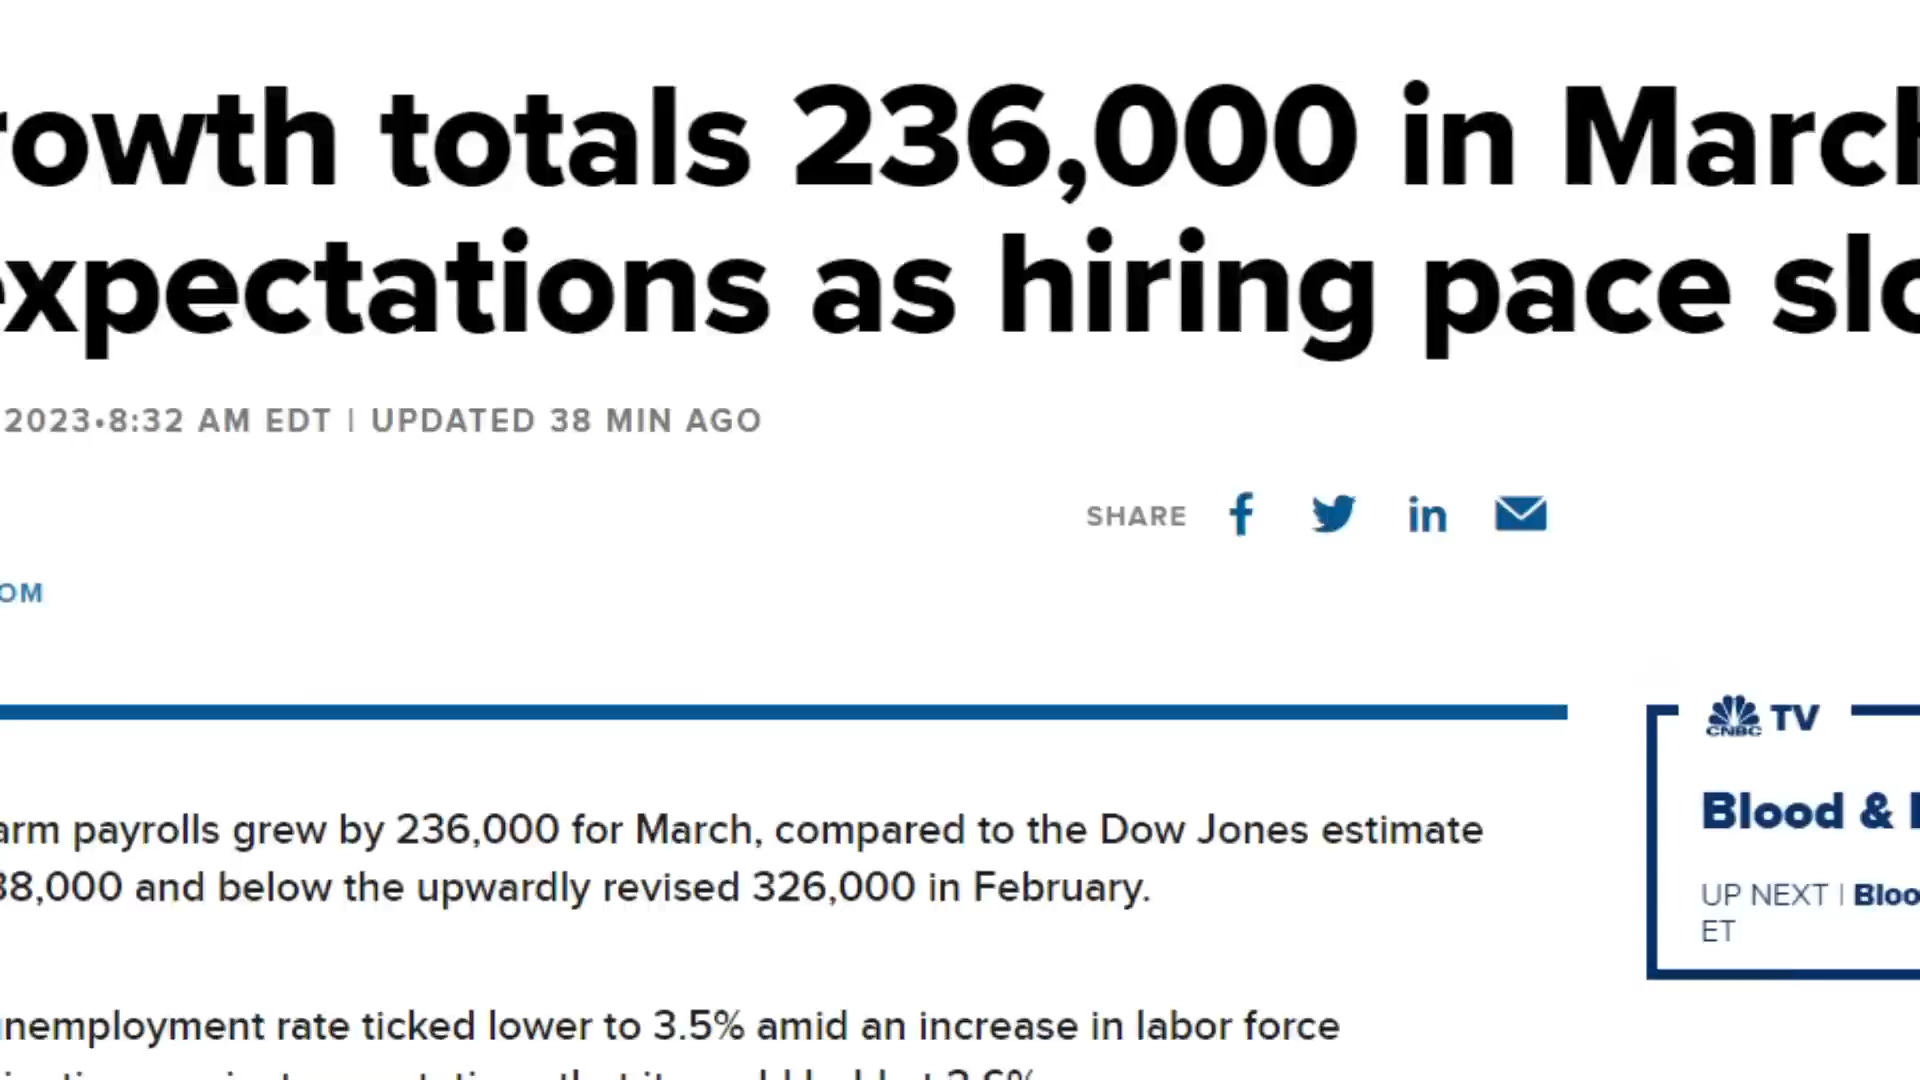 rowth totals 236,000 in March
expectations as hiring pace slo
2023•8:32 AM EDT | UPDATED 38 MIN AGO
SHARE
OM
CNBC TV
arm payrolls grew by 236,000 for March, compared to the Dow Jones estimate
38,000 and below the upwardly revised 326,000 in February.
Blood &
UP NEXT | Bloo
ET
unemployment rate ticked lower to 3.5% amid an increase in labor force